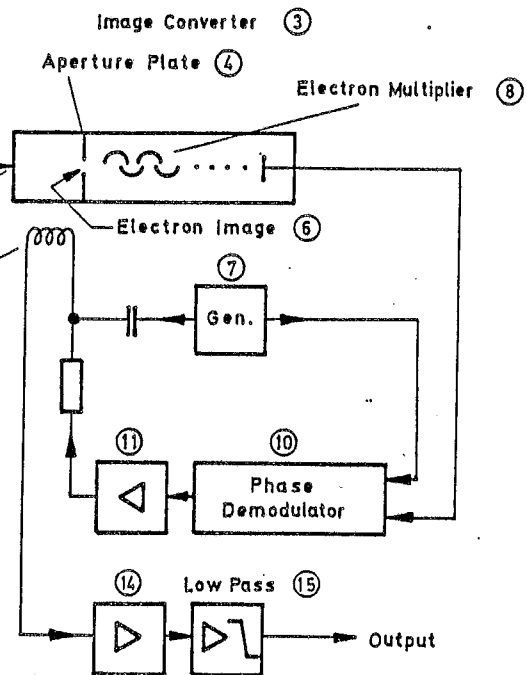 Image Converter ③
Aperture Plate ④
Electron Multiplier ⑧
Electron Image ⑥
⑦
Gen.
⑪
⑩
Phase
Demodulator
⑭
Low Pass ⑮
Output